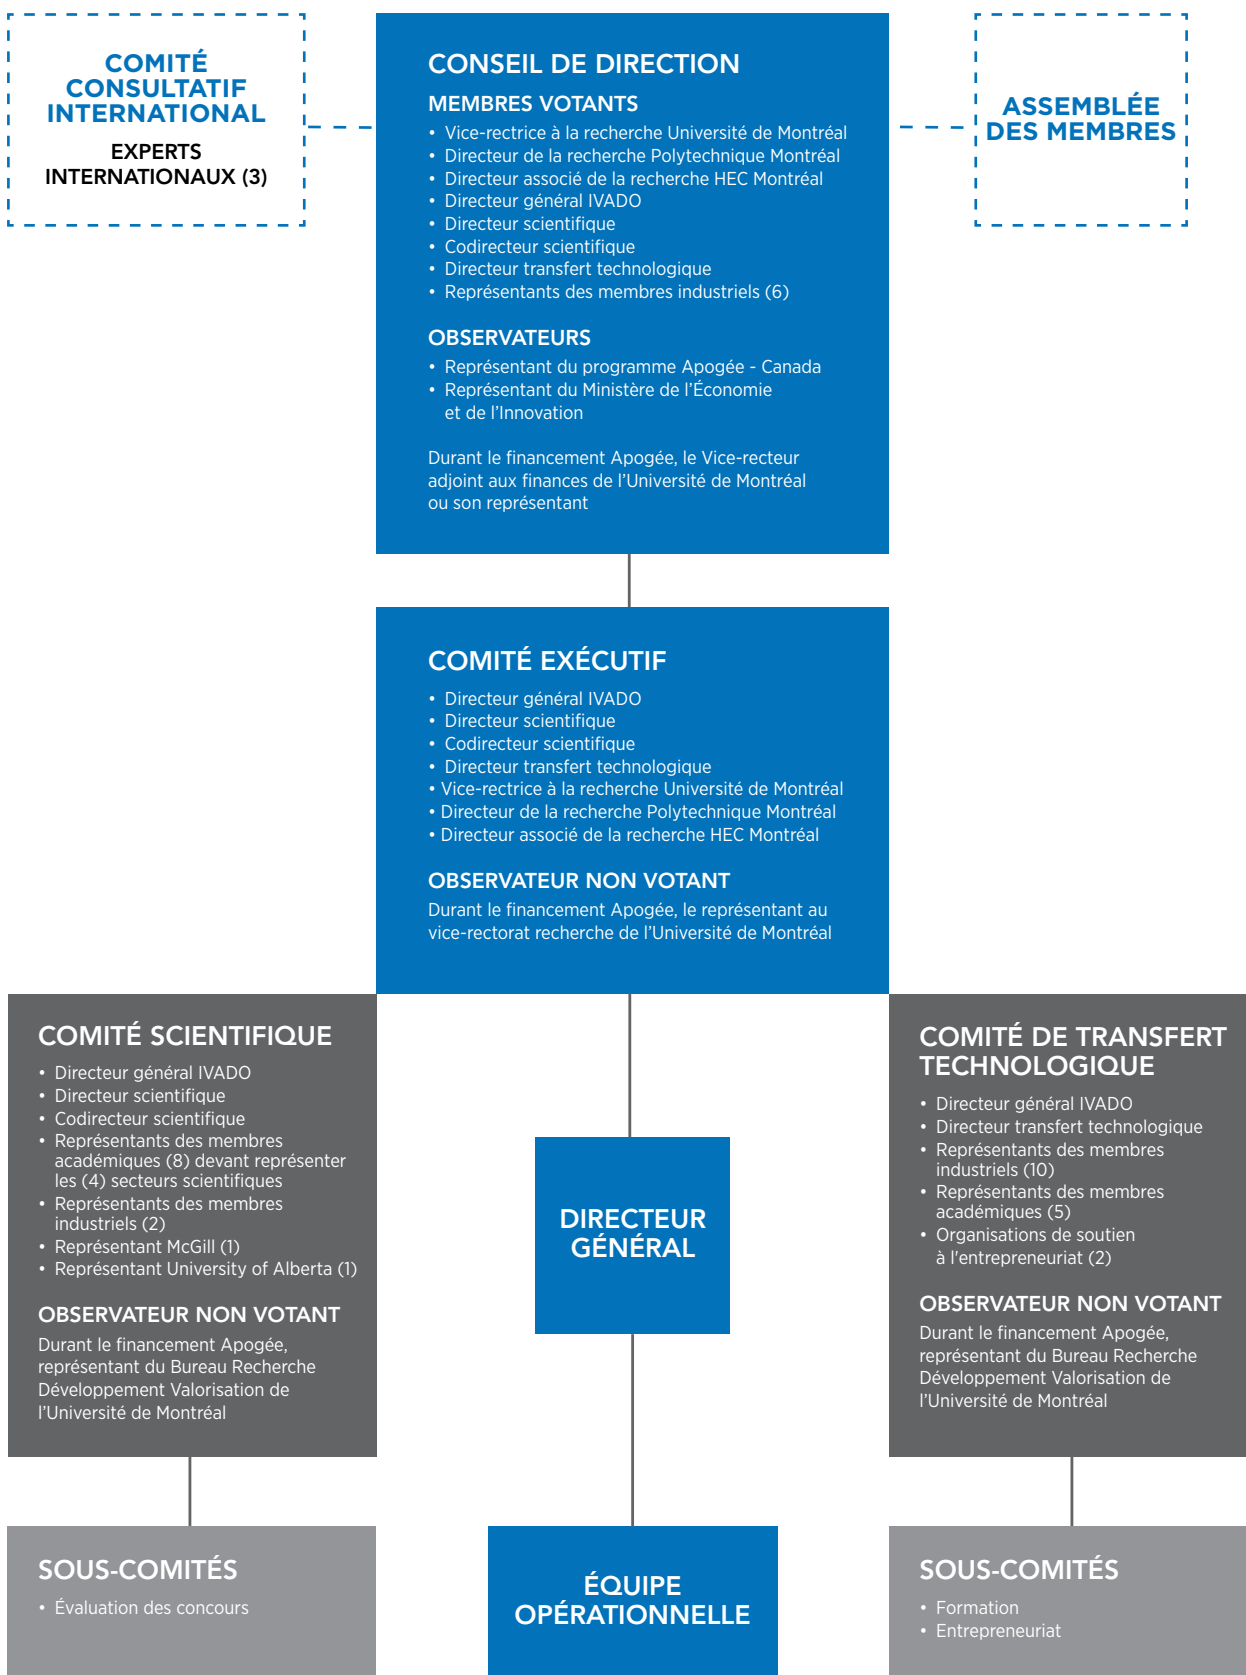 COMITÉ
CONSULTATIF
INTERNATIONAL
EXPERTS
INTERNATIONAUX (3)
CONSEIL DE DIRECTION
MEMBRES VOTANTS
• Vice-rectrice à la recherche Université de Montréal
• Directeur de la recherche Polytechnique Montréal
• Directeur associé de la recherche HEC Montréal
• Directeur général IVADO
• Directeur scientifique
• Codirecteur scientifique
• Directeur transfert technologique
• Représentants des membres industriels (6)
OBSERVATEURS
• Représentant du programme Apogée - Canada
• Représentant du Ministère de l'Économie
et de l'Innovation
Durant le financement Apogée, le Vice-recteur
adjoint aux finances de l'Université de Montréal
ou son représentant
ASSEMBLÉE
DES MEMBRES
COMITÉ EXÉCUTIF
• Directeur général IVADO
• Directeur scientifique
• Codirecteur scientifique
• Directeur transfert technologique
• Vice-rectrice à la recherche Université de Montréal
• Directeur de la recherche Polytechnique Montréal
• Directeur associé de la recherche HEC Montréal
OBSERVATEUR NON VOTANT
Durant le financement Apogée, le représentant au
vice-rectorat recherche de l'Université de Montréal
COMITÉ SCIENTIFIQUE
• Directeur général IVADO
• Directeur scientifique
• Codirecteur scientifique
• Représentants des membres
académiques (8) devant représenter
les (4) secteurs scientifiques
• Représentants des membres
industriels (2)
• Représentant McGill (1)
• Représentant University of Alberta (1)
OBSERVATEUR NON VOTANT
Durant le financement Apogée,
représentant du Bureau Recherche
Développement Valorisation de
l'Université de Montréal
DIRECTEUR
GÉNÉRAL
COMITÉ DE TRANSFERT
TECHNOLOGIQUE
• Directeur général IVADO
• Directeur transfert technologique
• Représentants des membres
industriels (10)
• Représentants des membres
académiques (5)
• Organisations de soutien
à l'entrepreneuriat (2)
OBSERVATEUR NON VOTANT
Durant le financement Apogée,
représentant du Bureau Recherche
Développement Valorisation de
l'Université de Montréal
SOUS-COMITÉS
• Évaluation des concours
ÉQUIPE
OPÉRATIONNELLE
SOUS-COMITÉS
• Formation
• Entrepreneuriat